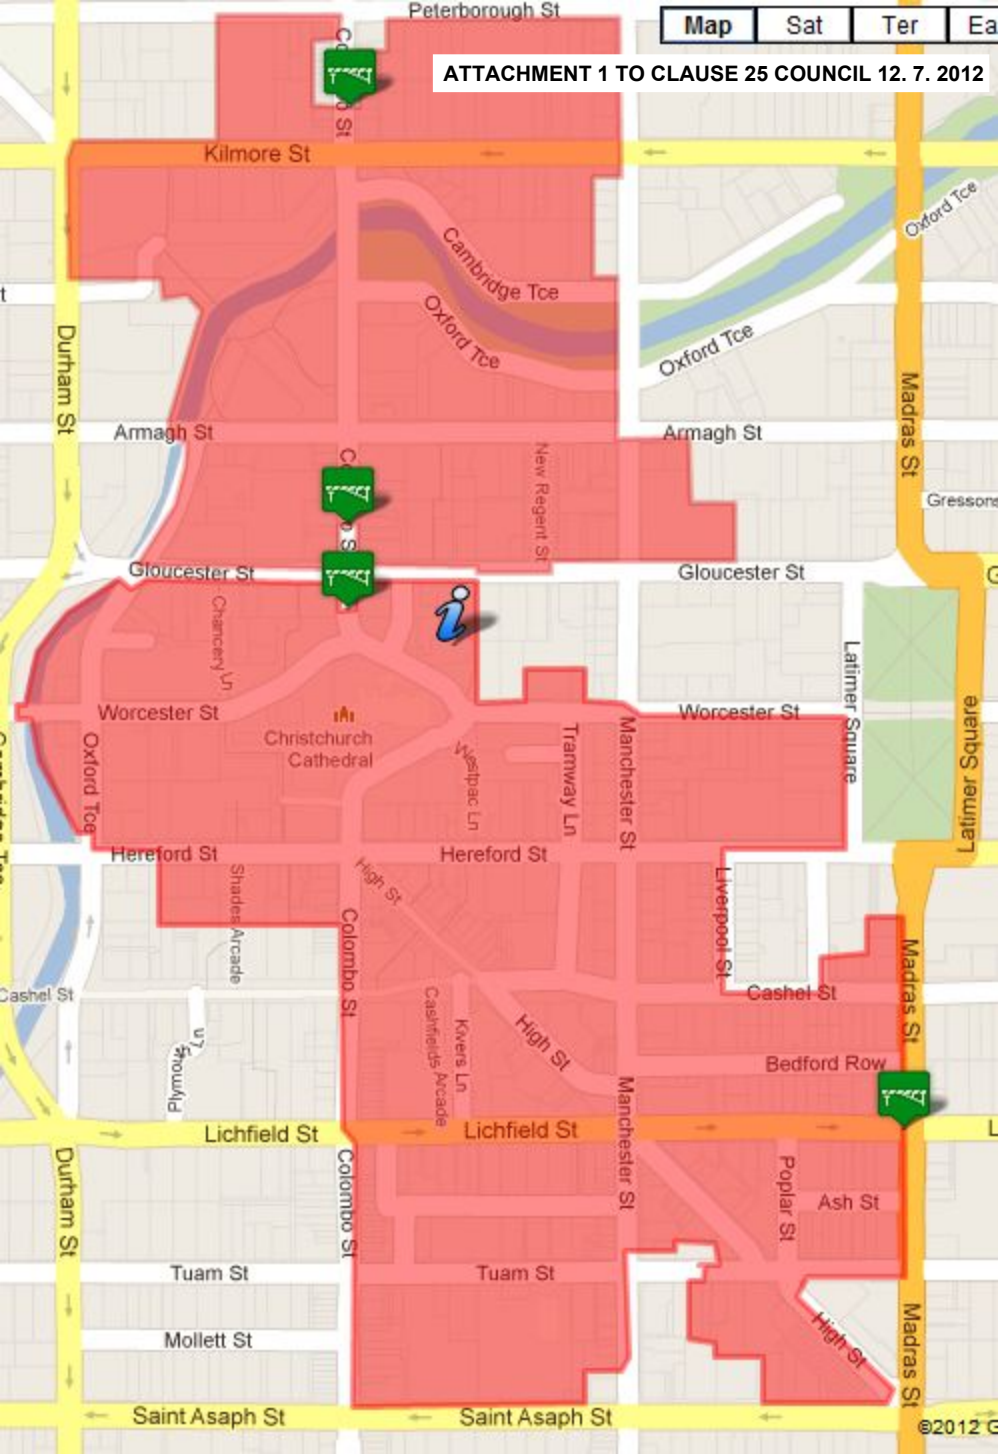 Peterborough St
Map
Sat
Ter
Ea
ATTACHMENT 1 TO CLAUSE 25 COUNCIL 12. 7. 2012
Kilmore St
Oxford Tce
Cambridge Tce
Oxford Tce
Oxford Tce
Durham St
Madras St
Armagh St
Armagh St
New Regent St
Gressons
Gloucester St
Gloucester St
G
Chancery Ln
Latimer Square
Worcester St
Worcester St
Christchurch
Cathedral
Oxford Tce
Westpac Ln
Tramway Ln
Manchester St
Latimer Square
Cambridge Tce
Hereford St
Hereford St
High St
Shades Arcade
Liverpool St
Colombo St
Madras St
Cashel St
Cashel St
Cashfields Arcade
Kivers Ln
High St
Plymouth Ln
Bedford Row
Lichfield St
Lichfield St
L
Manchester St
Durham St
Colombo St
Poplar St
Ash St
Tuam St
Tuam St
Mollett St
High St
Madras St
Saint Asaph St
Saint Asaph St
©2012 G